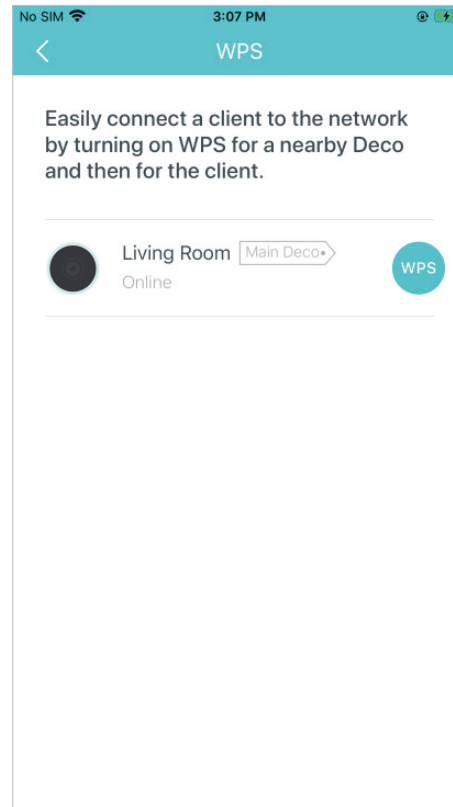 No SIM 3:07 PM
WPS
Easily connect a client to the network
by turning on WPS for a nearby Deco
and then for the client.
Living Room Main Deco
Online
WPS